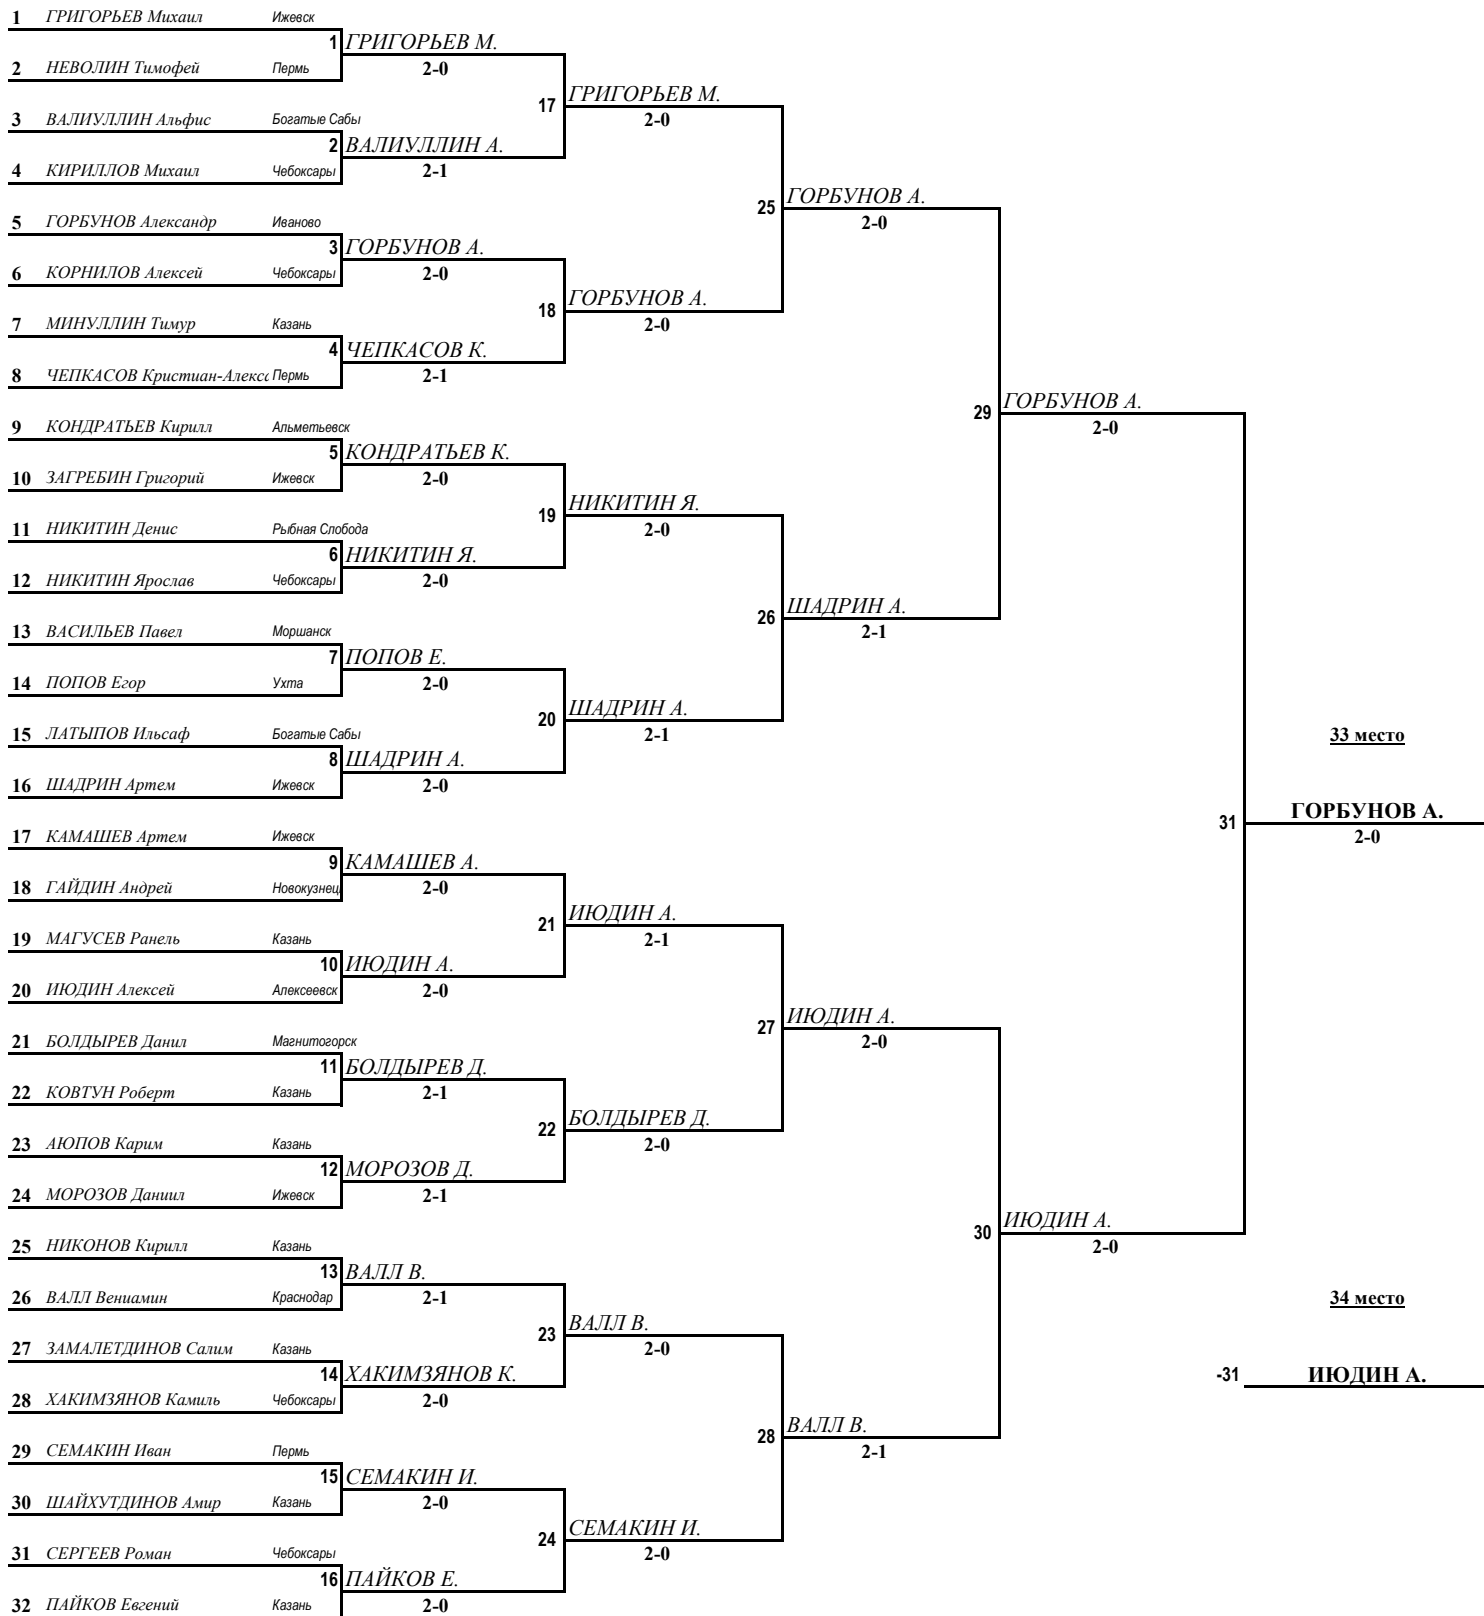 1 ГРИГОРЬЕВ Михаил Ижевск
1 ГРИГОРЬЕВ М.
2 НЕВОЛИН Тимофей Пермь 2-0
17 ГРИГОРЬЕВ М.
3 ВАЛИУЛЛИН Альфис Богатые Сабы 2-0
2 ВАЛИУЛЛИН А.
4 КИРИЛЛОВ Михаил Чебоксары 2-1
25 ГОРБУНОВ А.
5 ГОРБУНОВ Александр Иваново 2-0
3 ГОРБУНОВ А.
6 КОРНИЛОВ Алексей Чебоксары 2-0
18 ГОРБУНОВ А.
7 МИНУЛЛИН Тимур Казань 2-0
4 ЧЕПКАСОВ К.
8 ЧЕПКАСОВ Кристиан-Алекса Пермь 2-1
29 ГОРБУНОВ А.
9 КОНДРАТЬЕВ Кирилл Альметьевск 2-0
5 КОНДРАТЬЕВ К.
10 ЗАГРЕБИН Григорий Ижевск 2-0
19 НИКИТИН Я.
11 НИКИТИН Денис Рыбная Слобода 2-0
6 НИКИТИН Я.
12 НИКИТИН Ярослав Чебоксары 2-0
26 ШАДРИН А.
13 ВАСИЛЬЕВ Павел Моршанск 2-1
7 ПОПОВ Е.
14 ПОПОВ Егор Ухта 2-0
20 ШАДРИН А.
15 ЛАТЫПОВ Ильсаф Богатые Сабы 2-1 33 место
8 ШАДРИН А.
16 ШАДРИН Артем Ижевск 2-0
31 ГОРБУНОВ А.
17 КАМАШЕВ Артем Ижевск 2-0
9 КАМАШЕВ А.
18 ГАЙДИН Андрей Новокузнец 2-0
21 ИЮДИН А.
19 МАГУСЕВ Ранель Казань 2-1
10 ИЮДИН А.
20 ИЮДИН Алексей Алексеевск 2-0
27 ИЮДИН А.
21 БОЛДЫРЕВ Данил Магнитогорск 2-0
11 БОЛДЫРЕВ Д.
22 КОВТУН Роберт Казань 2-1
22 БОЛДЫРЕВ Д.
23 АЮПОВ Карим Казань 2-0
12 МОРОЗОВ Д.
24 МОРОЗОВ Даниил Ижевск 2-1
30 ИЮДИН А.
25 НИКОНОВ Кирилл Казань 2-0
13 ВАЛЛ В.
26 ВАЛЛ Вениамин Краснодар 2-1 34 место
23 ВАЛЛ В.
27 ЗАМАЛЕТДИНОВ Салим Казань 2-0
14 ХАКИМЗЯНОВ К. -31 ИЮДИН А.
28 ХАКИМЗЯНОВ Камиль Чебоксары 2-0
28 ВАЛЛ В.
29 СЕМАКИН Иван Пермь 2-1
15 СЕМАКИН И.
30 ШАЙХУТДИНОВ Амир Казань 2-0
24 СЕМАКИН И.
31 СЕРГЕЕВ Роман Чебоксары 2-0
16 ПАЙКОВ Е.
32 ПАЙКОВ Евгений Казань 2-0